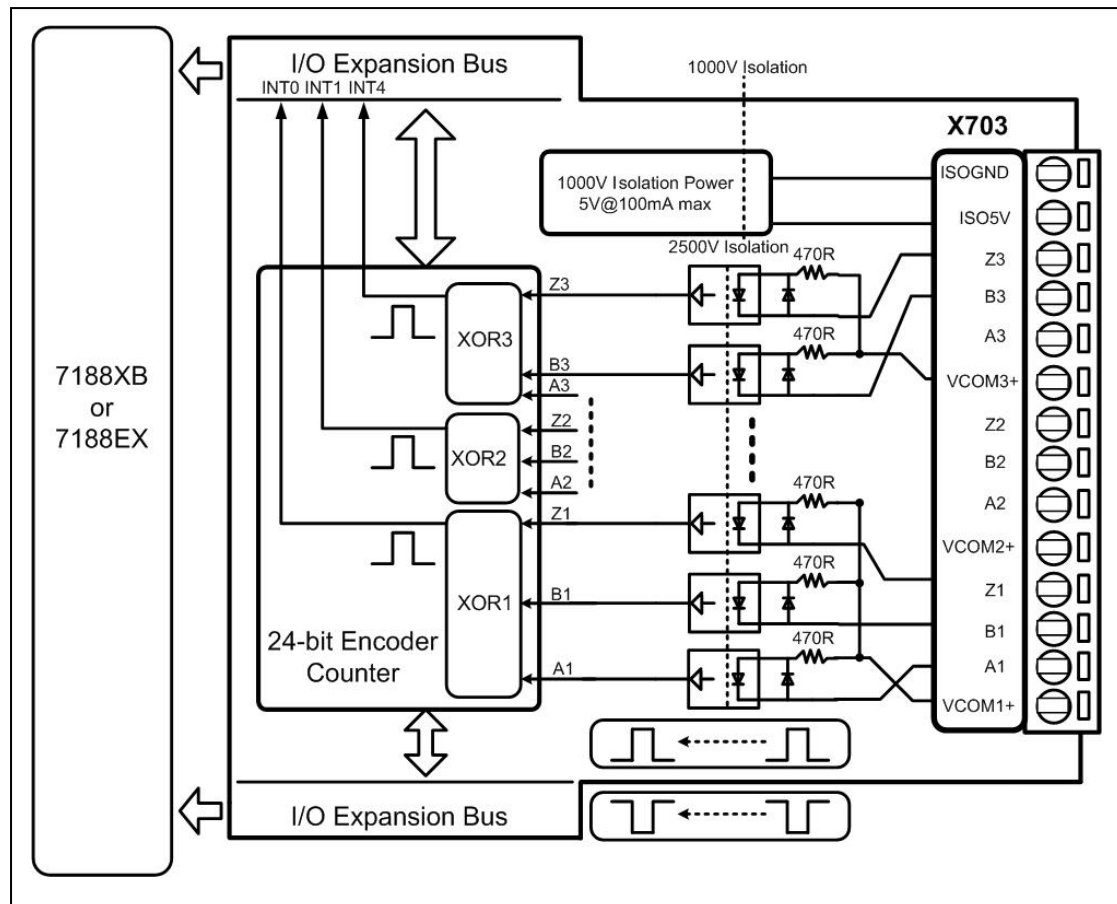 I/O Expansion Bus
INT0 INT1 INT4
1000V Isolation
X703
1000V Isolation Power
5V@100mA max
2500V Isolation
ISOGND
ISO5V
Z3
B3
A3
VCOM3+
Z2
B2
A2
VCOM2+
Z1
B1
A1
VCOM1+
470R
470R
470R
470R
470R
Z3
B3
A3
Z2
B2
A2
Z1
B1
A1
XOR3
XOR2
XOR1
24-bit Encoder
Counter
7188XB
or
7188EX
I/O Expansion Bus